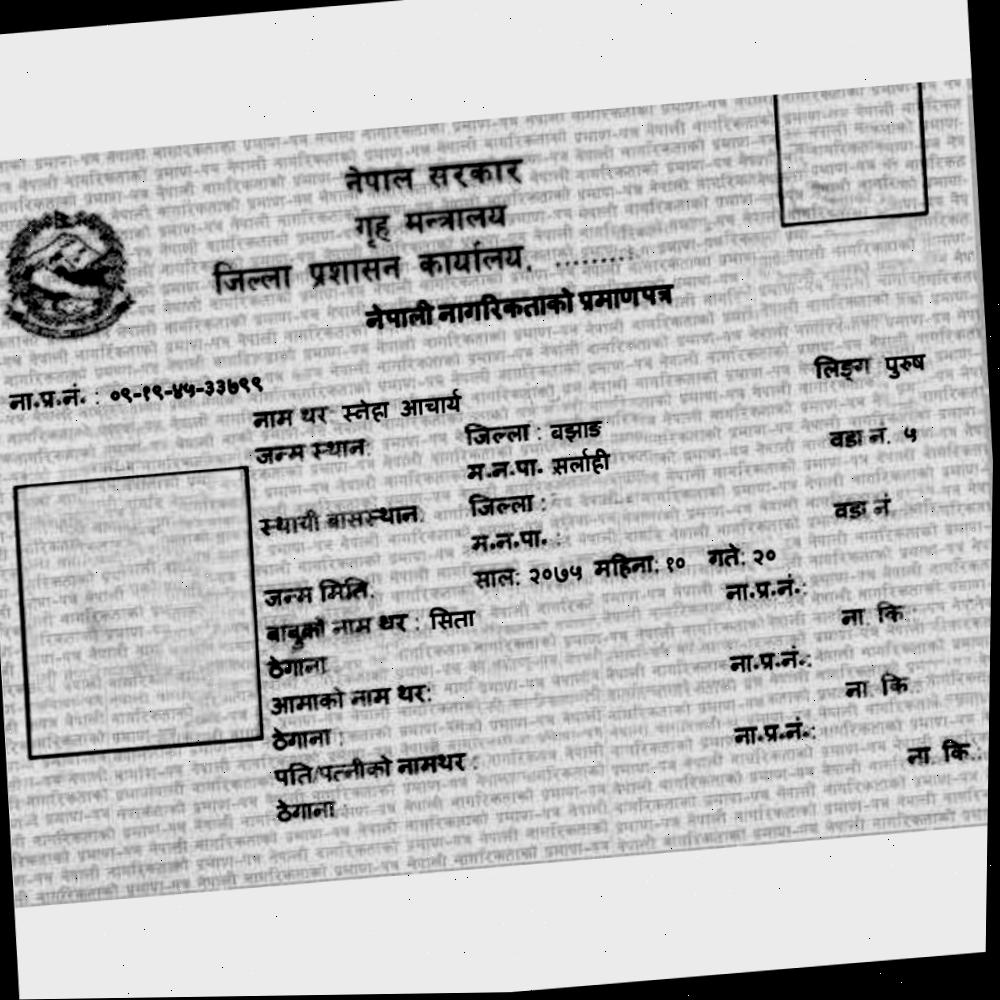 नेपाल सरकार
गृह मन्त्रालय
जिल्ला प्रशासन कार्यालय, ........:
नेपाली नागरिकताको प्रमाणपत्र
ना.प्र.नं. : ०९-१९-४५-३३७९९ लिङ्ग पुरुष
नाम थर: स्नेहा आचार्य
जन्म स्थान: जिल्ला : बझाङ वडा नं. ५
म.न.पा. सर्लाही
स्थायी बासस्थान: जिल्ला : वडा नं
म.न.पा. :
जन्म मिति: साल: २०७५ महिना: १० गते: २०
बाबुको नाम थर : सिता ना.प्र.नं.:
ठेगाना ना. कि.:
आमाको नाम थर: ना.प्र.नं.:
ठेगाना : ना. कि.:
पति/पत्नीको नामथर : ना.प्र.नं.:
ठेगाना : ना. कि.: